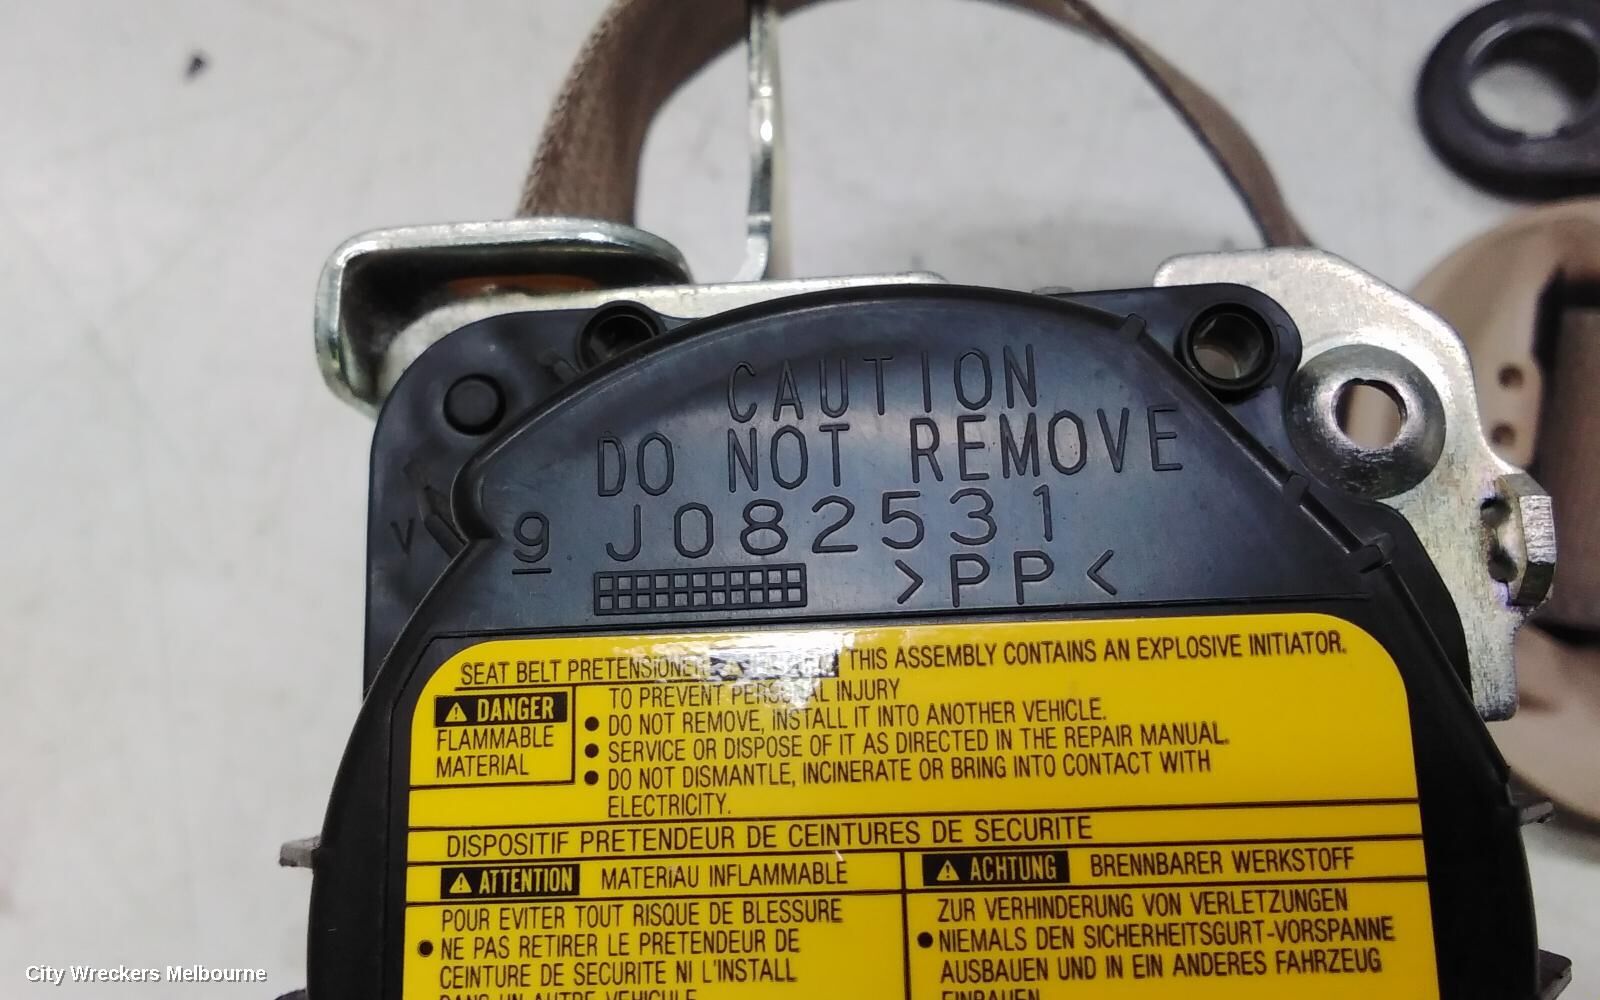 CAUTION
DO NOT REMOVE
9 J082531
>PP<
SEAT BELT PRETENSIONER THIS ASSEMBLY CONTAINS AN EXPLOSIVE INITIATOR.
DANGER
FLAMMABLE
MATERIAL
TO PREVENT PERSONAL INJURY
● DO NOT REMOVE, INSTALL IT INTO ANOTHER VEHICLE.
● SERVICE OR DISPOSE OF IT AS DIRECTED IN THE REPAIR MANUAL.
● DO NOT DISMANTLE, INCINERATE OR BRING INTO CONTACT WITH
ELECTRICITY.
DISPOSITIF PRETENDEUR DE CEINTURES DE SECURITE
ATTENTION MATERIAU INFLAMMABLE
POUR EVITER TOUT RISQUE DE BLESSURE
● NE PAS RETIRER LE PRETENDEUR DE
CEINTURE DE SECURITE NI L'INSTALL
DANS UN AUTRE VEHICULE
ACHTUNG BRENNBARER WERKSTOFF
ZUR VERHINDERUNG VON VERLETZUNGEN
● NIEMALS DEN SICHERHEITSGURT-VORSPANNE
AUSBAUEN UND IN EIN ANDERES FAHRZEUG
EINBAUEN
City Wreckers Melbourne